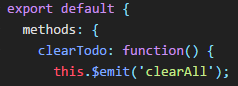 export default {
methods: {
clearTodo: function() {
this.$emit('clearAll');